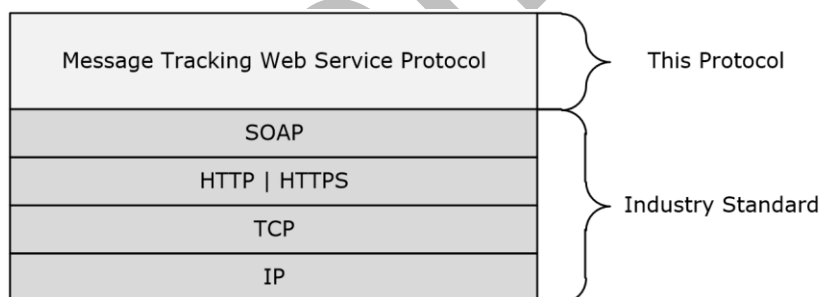 Message Tracking Web Service Protocol
This Protocol
SOAP
HTTP | HTTPS
TCP
IP
Industry Standard